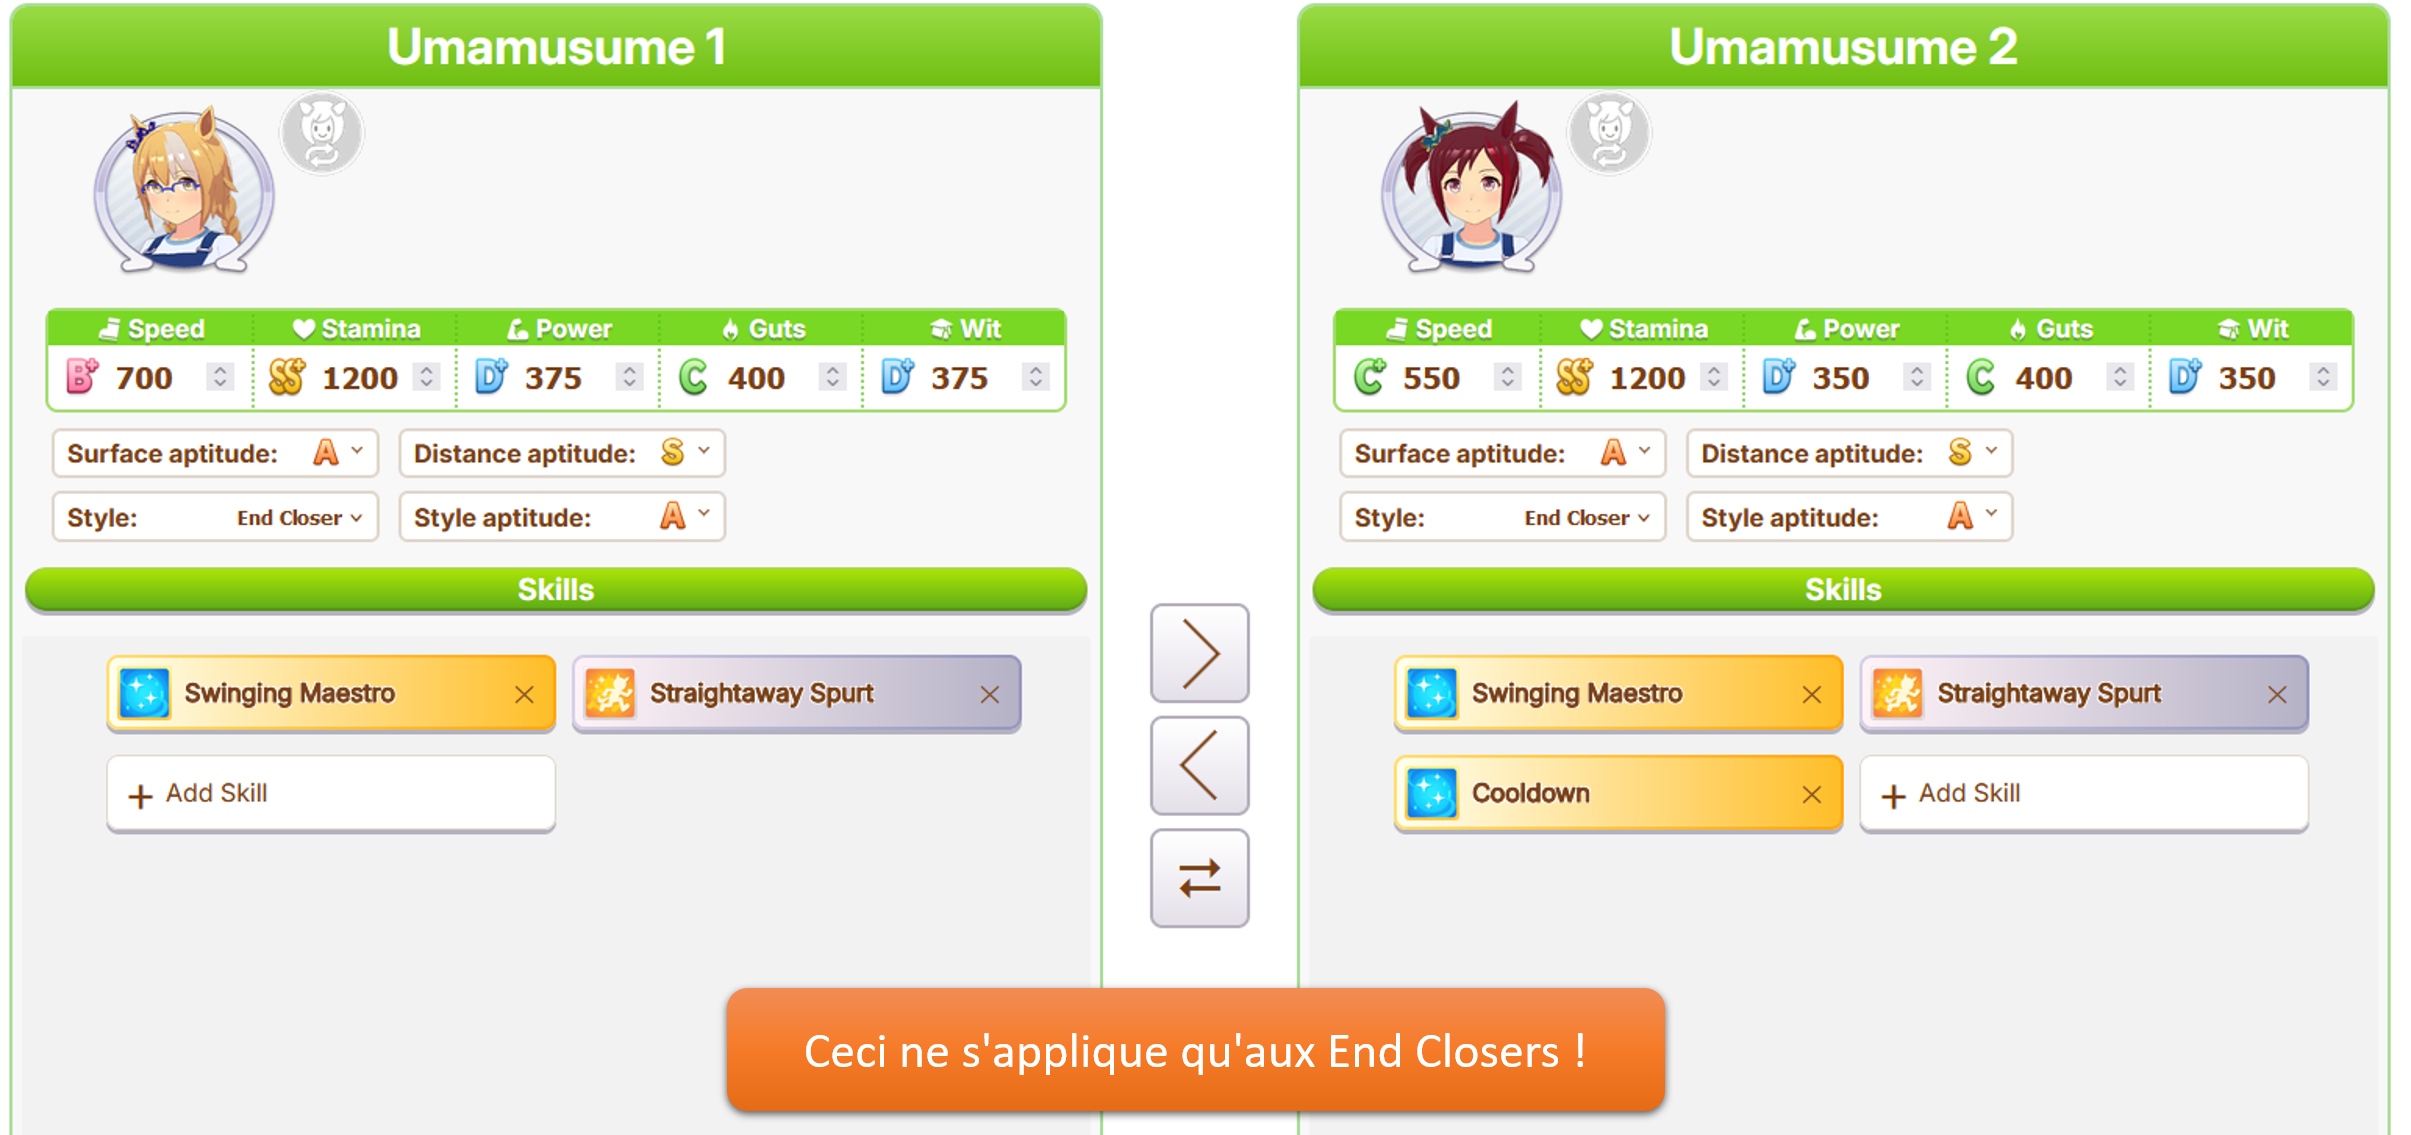 Umamusume 1
Speed Stamina Power Guts Wit
B+ 700 SS+ 1200 D+ 375 C 400 D+ 375
Surface aptitude: A Distance aptitude: S
Style: End Closer Style aptitude: A
Skills
Swinging Maestro Straightaway Spurt
+ Add Skill
Umamusume 2
Speed Stamina Power Guts Wit
C+ 550 SS+ 1200 D+ 350 C 400 D+ 350
Surface aptitude: A Distance aptitude: S
Style: End Closer Style aptitude: A
Skills
Swinging Maestro Straightaway Spurt
Cooldown + Add Skill
Ceci ne s'applique qu'aux End Closers !